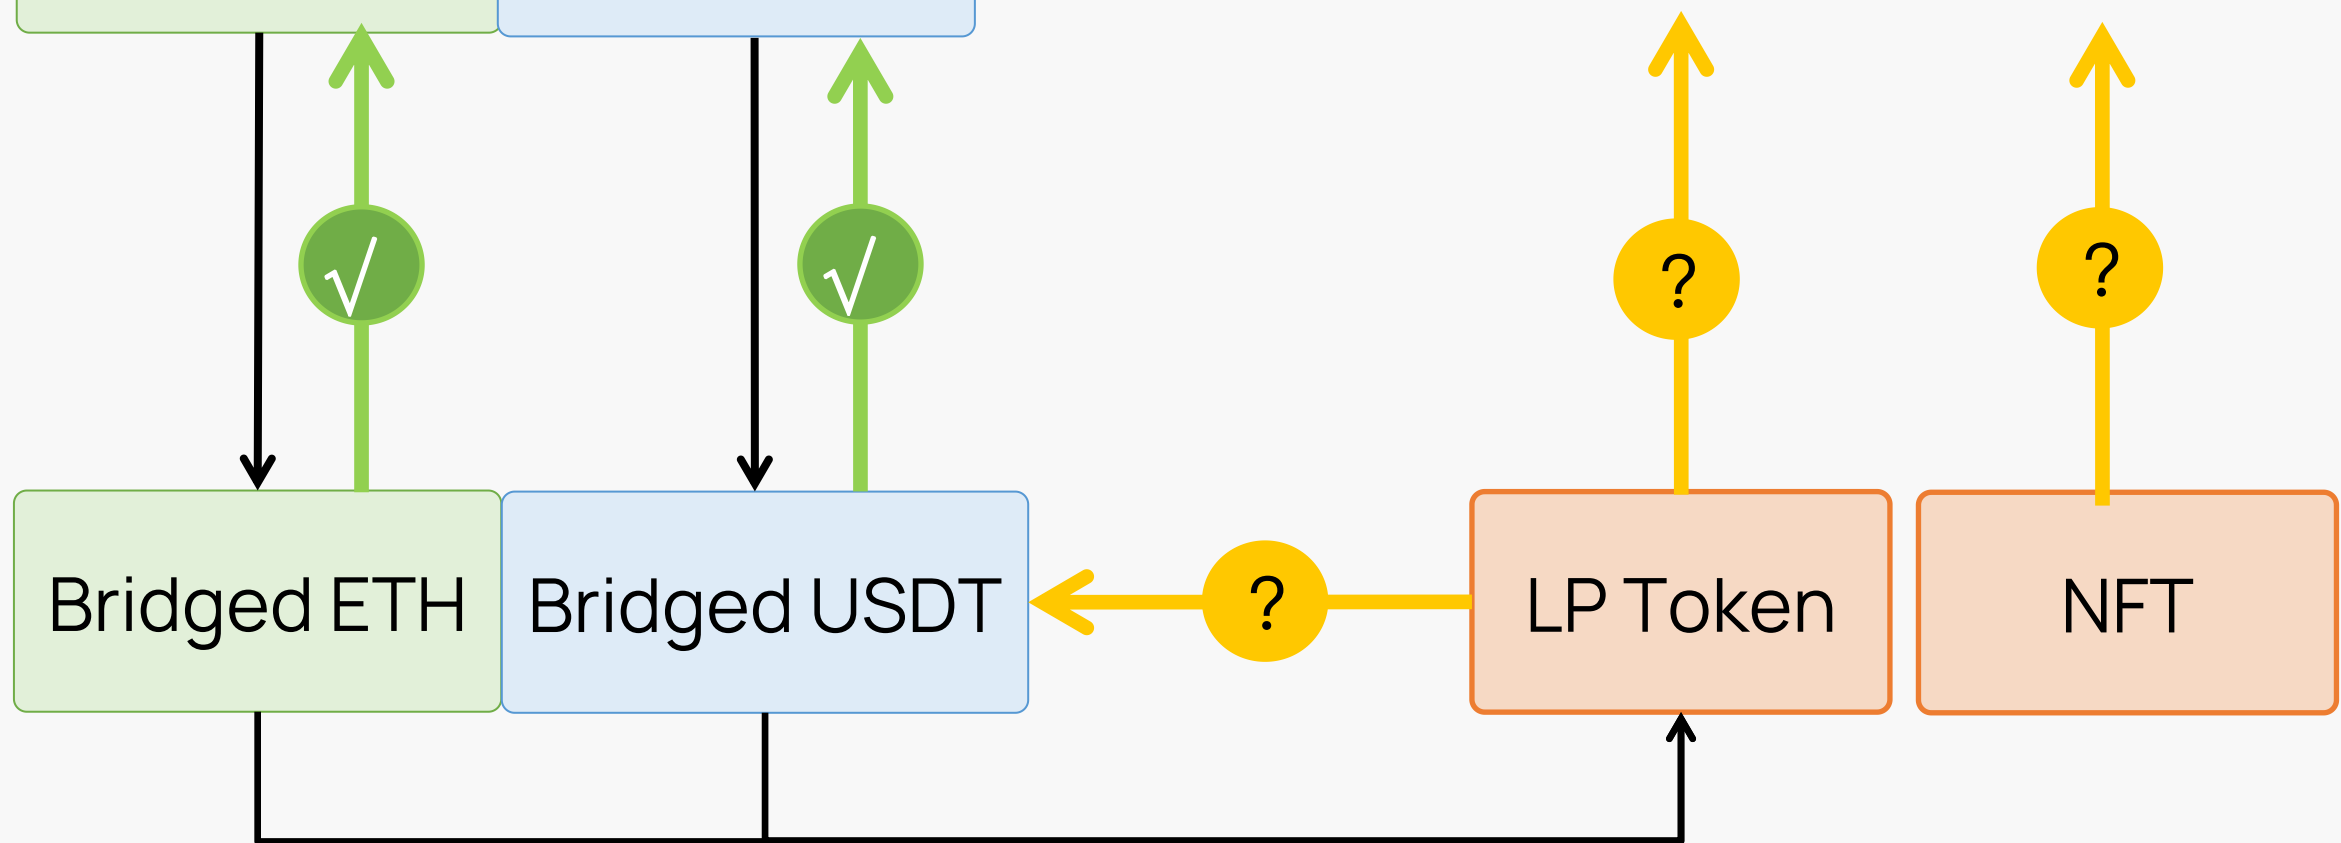 √
√
?
?
Bridged ETH
Bridged USDT
?
LP Token
NFT